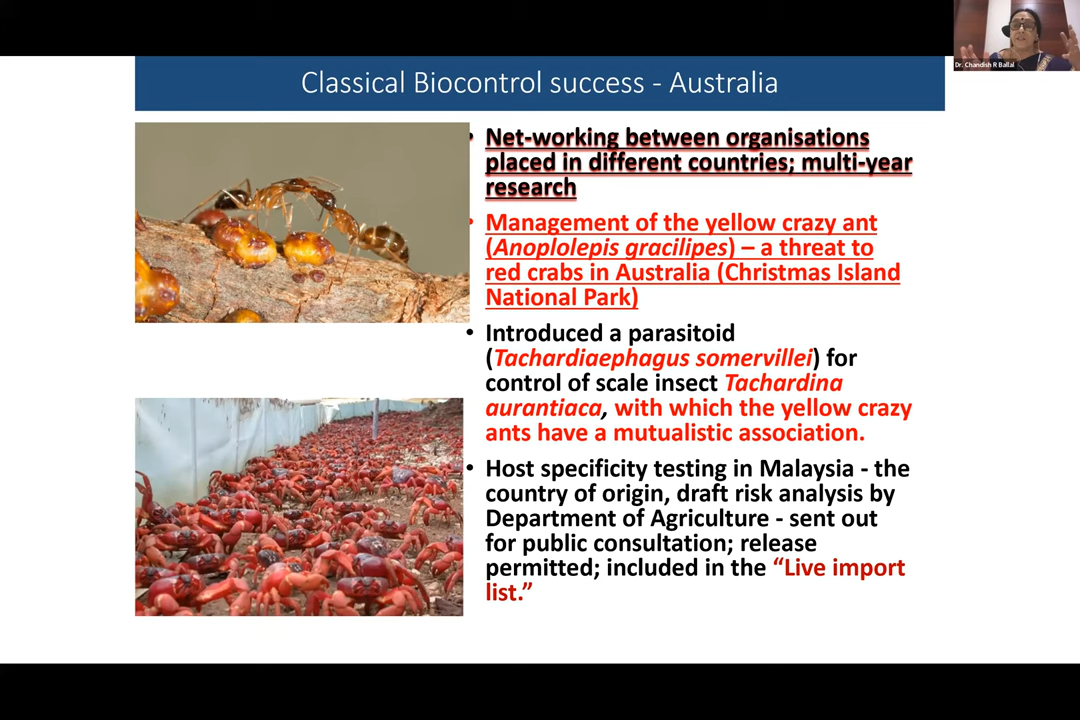 Dr. Chandish R Ballal
Classical Biocontrol success - Australia
• Net-working between organisations
placed in different countries; multi-year
research
• Management of the yellow crazy ant
(Anoplolepis gracilipes) – a threat to
red crabs in Australia (Christmas Island
National Park)
• Introduced a parasitoid
(Tachardiaephagus somervillei) for
control of scale insect Tachardina
aurantiaca, with which the yellow crazy
ants have a mutualistic association.
• Host specificity testing in Malaysia - the
country of origin, draft risk analysis by
Department of Agriculture - sent out
for public consultation; release
permitted; included in the “Live import
list.”